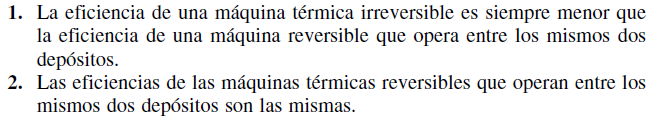 1. La eficiencia de una máquina térmica irreversible es siempre menor que
la eficiencia de una máquina reversible que opera entre los mismos dos
depósitos.
2. Las eficiencias de las máquinas térmicas reversibles que operan entre los
mismos dos depósitos son las mismas.